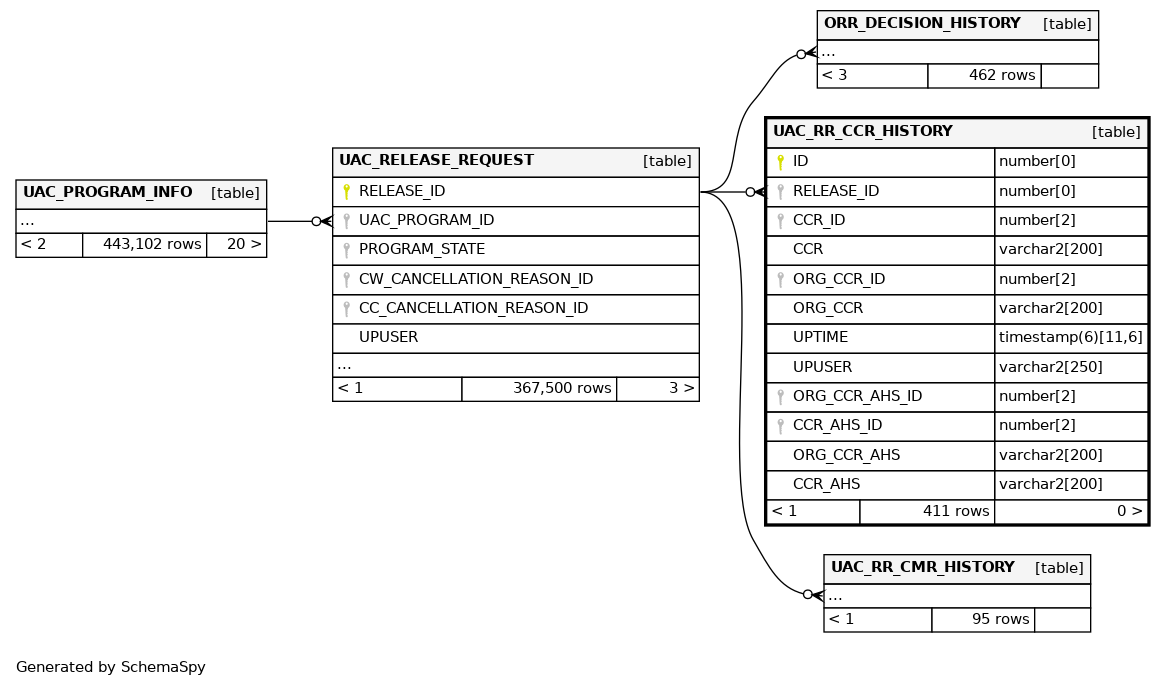 ORR_DECISION_HISTORY [table]
...
< 3 462 rows
UAC_RR_CCR_HISTORY [table]
ID number[0]
RELEASE_ID number[0]
CCR_ID number[2]
CCR varchar2[200]
ORG_CCR_ID number[2]
ORG_CCR varchar2[200]
UPTIME timestamp(6)[11,6]
UPUSER varchar2[250]
ORG_CCR_AHS_ID number[2]
CCR_AHS_ID number[2]
ORG_CCR_AHS varchar2[200]
CCR_AHS varchar2[200]
< 1 411 rows 0 >
UAC_RELEASE_REQUEST [table]
RELEASE_ID
UAC_PROGRAM_ID
PROGRAM_STATE
CW_CANCELLATION_REASON_ID
CC_CANCELLATION_REASON_ID
UPUSER
...
< 1 367,500 rows 3 >
UAC_PROGRAM_INFO [table]
...
< 2 443,102 rows 20 >
UAC_RR_CMR_HISTORY [table]
...
< 1 95 rows
Generated by SchemaSpy